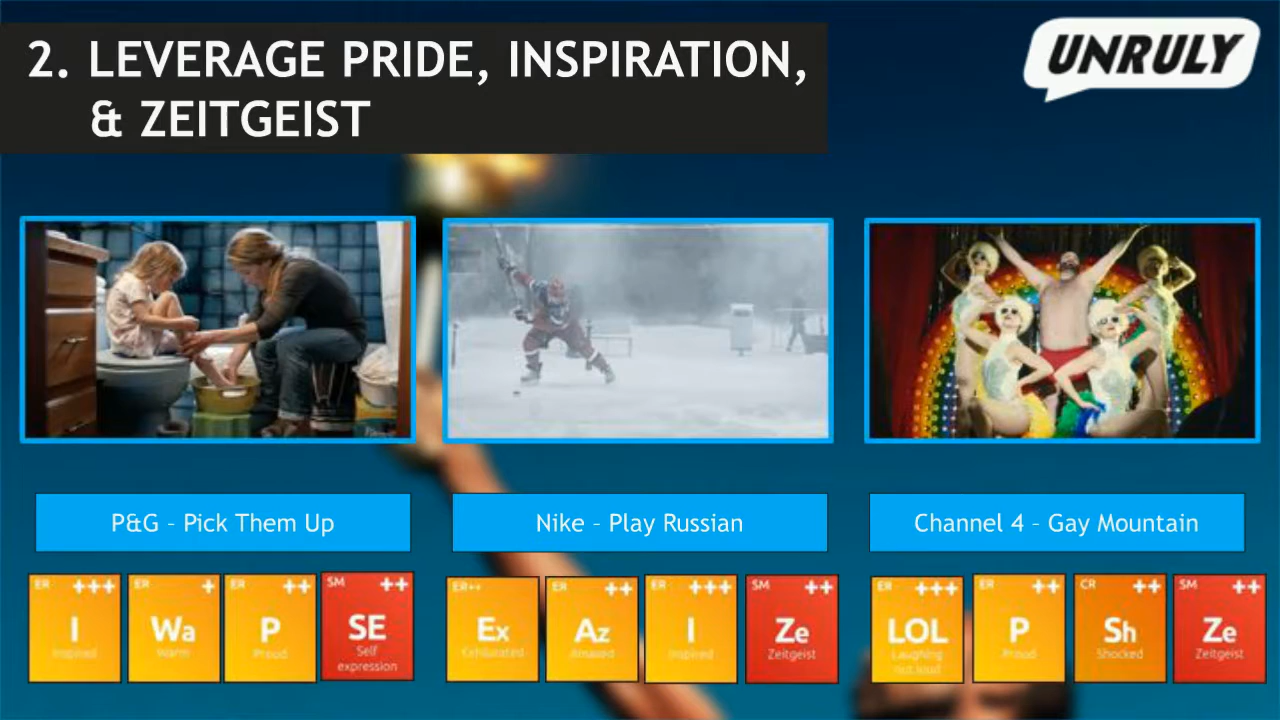 2. LEVERAGE PRIDE, INSPIRATION,
& ZEITGEIST
UNRULY
P&G – Pick Them Up
Nike – Play Russian
Channel 4 – Gay Mountain
ER +++
I
Inspired
ER +
Wa
Warm
ER ++
P
Proud
SM ++
SE
Self
expression
ER++
Ex
Exhilarated
ER ++
Az
Amazed
ER +++
I
Inspired
SM ++
Ze
Zeitgeist
ER +++
LOL
Laughing
out loud
ER ++
P
Proud
CR ++
Sh
Shocked
SM ++
Ze
Zeitgeist